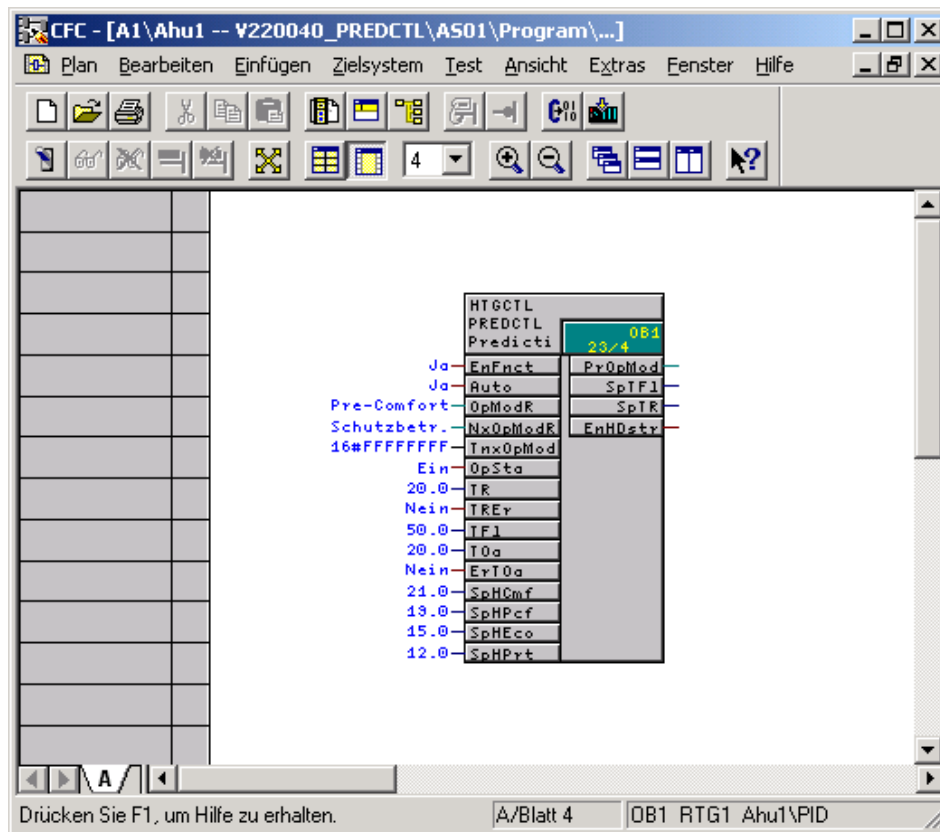 CFC - [A1\Ahu1 -- V220040_PREDCTL\AS01\Program\...]
Plan Bearbeiten Einfügen Zielsystem Test Ansicht Extras Fenster Hilfe
4
HTGCTL
PREDCTL
Predicti
OB1
23/4
Ja EnFnct PrOpMod
Ja Auto SpTFl
Pre-Comfort OpModR SpTR
Schutzbetr. NxOpModR EnHDstr
16#FFFFFFFF TnxOpMod
Ein OpSta
20.0 TR
Nein TREr
50.0 TFl
20.0 TOa
Nein ErTOa
21.0 SpHCmf
19.0 SpHPcf
15.0 SpHEco
12.0 SpHPrt
A
Drücken Sie F1, um Hilfe zu erhalten. A/Blatt 4 OB1 RTG1 Ahu1\PID